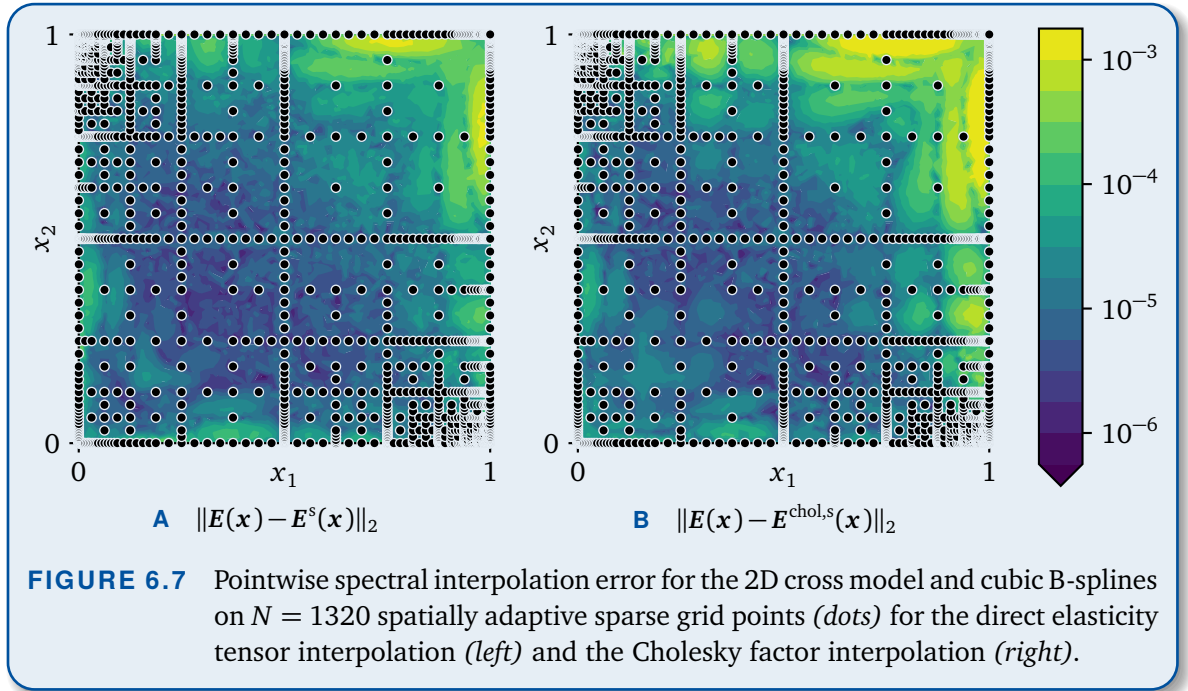 1
x₂
0
0
x₁
1
A ‖E(x) − Eˢ(x)‖₂
1
x₂
0
0
x₁
1
B ‖E(x) − E^chol,s(x)‖₂
10⁻³
10⁻⁴
10⁻⁵
10⁻⁶
FIGURE 6.7 Pointwise spectral interpolation error for the 2D cross model and cubic B-splines
on N = 1320 spatially adaptive sparse grid points (dots) for the direct elasticity
tensor interpolation (left) and the Cholesky factor interpolation (right).